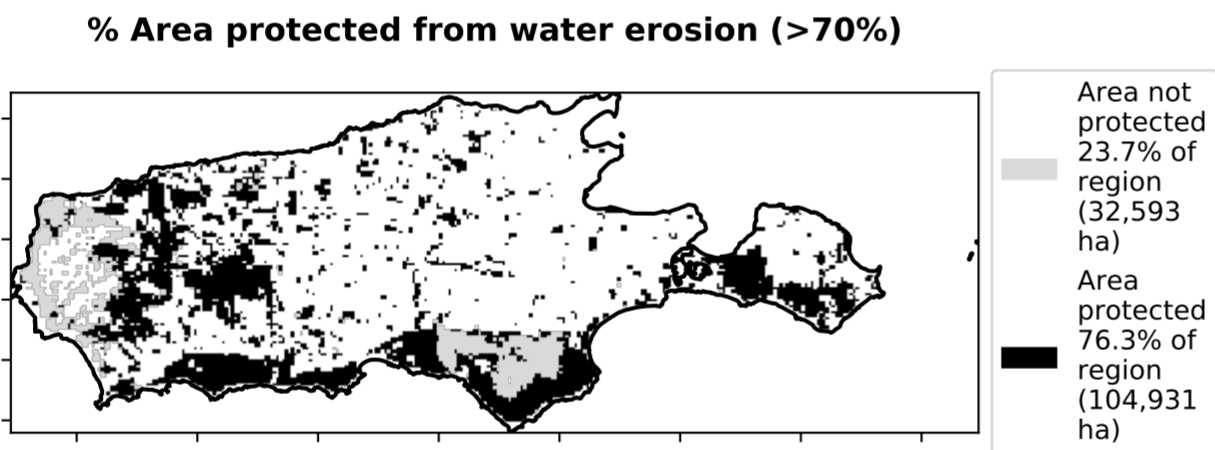 % Area protected from water erosion (>70%)
Area not
protected
23.7% of
region
(32,593
ha)
Area
protected
76.3% of
region
(104,931
ha)